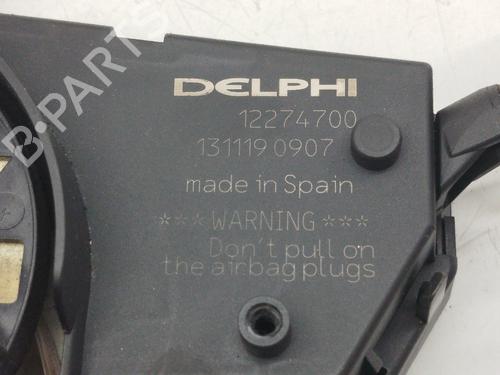 B-PARTS
DELPHI
12274700
131119 0907
made in Spain
***WARNING***
Don't pull on
the airbag plugs